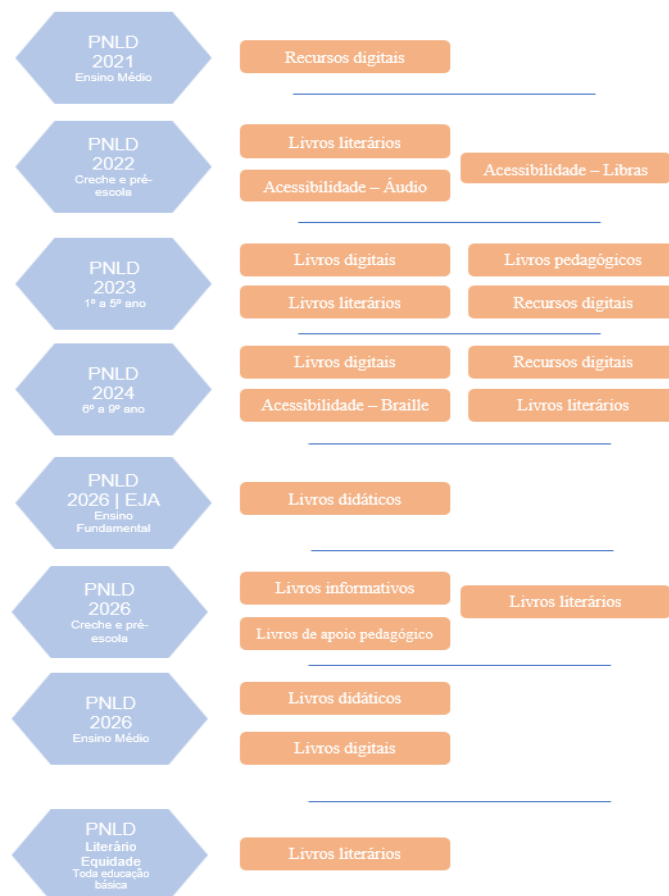 PNLD
2021
Ensino Médio
Recursos digitais
PNLD
2022
Creche e pré-
escola
Livros literários
Acessibilidade – Áudio
Acessibilidade – Libras
PNLD
2023
1º a 5º ano
Livros digitais
Livros pedagógicos
Livros literários
Recursos digitais
PNLD
2024
6º a 9º ano
Livros digitais
Recursos digitais
Acessibilidade – Braille
Livros literários
PNLD
2026 | EJA
Ensino
Fundamental
Livros didáticos
PNLD
2026
Creche e pré-
escola
Livros informativos
Livros de apoio pedagógico
Livros literários
PNLD
2026
Ensino Médio
Livros didáticos
Livros digitais
PNLD
Literário
Equidade
Toda educação
básica
Livros literários